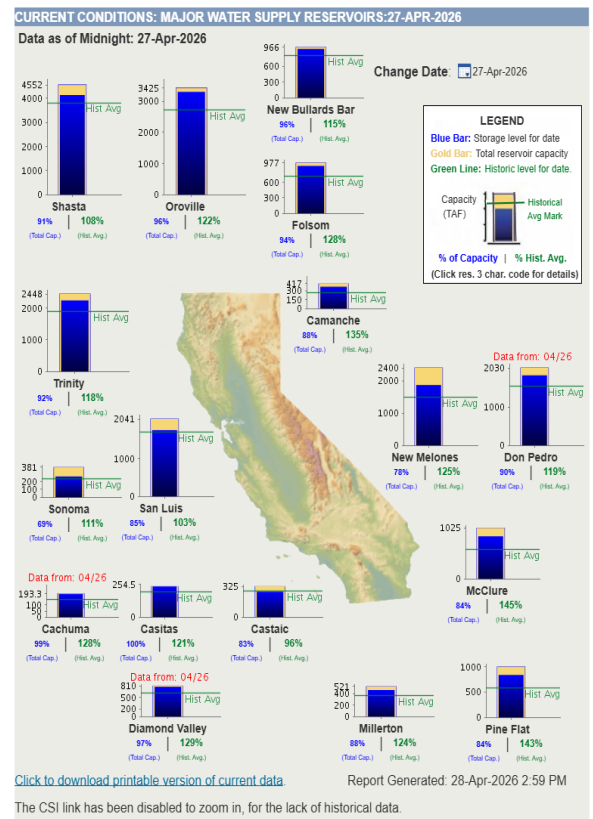 CURRENT CONDITIONS: MAJOR WATER SUPPLY RESERVOIRS:27-APR-2026
Data as of Midnight: 27-Apr-2026
Change Date: 27-Apr-2026
4552
4000
3000
2000
1000
0
Hist Avg
Shasta
91% | 108%
(Total Cap.) (Hist. Avg.)
3425
3000
2000
1000
0
Hist Avg
Oroville
96% | 122%
(Total Cap.) (Hist. Avg.)
966
800
600
400
200
0
Hist Avg
New Bullards Bar
96% | 115%
(Total Cap.) (Hist. Avg.)
977
800
600
400
200
0
Hist Avg
Folsom
94% | 128%
(Total Cap.) (Hist. Avg.)
LEGEND
Blue Bar: Storage level for date
Gold Bar: Total reservoir capacity
Green Line: Historic level for date.
Capacity
(TAF)
Historical
Avg Mark
% of Capacity | % Hist. Avg.
(Click res. 3 char. code for details)
417
300
150
0
Hist Avg
Camanche
88% | 135%
(Total Cap.) (Hist. Avg.)
2448
2000
1000
0
Hist Avg
Trinity
92% | 118%
(Total Cap.) (Hist. Avg.)
2400
2000
1000
0
Hist Avg
New Melones
78% | 125%
(Total Cap.) (Hist. Avg.)
Data from: 04/26
2030
1000
0
Hist Avg
Don Pedro
90% | 119%
(Total Cap.) (Hist. Avg.)
381
200
100
0
Hist Avg
Sonoma
69% | 111%
(Total Cap.) (Hist. Avg.)
2041
1000
0
Hist Avg
San Luis
85% | 103%
(Total Cap.) (Hist. Avg.)
1025
500
0
Hist Avg
McClure
84% | 145%
(Total Cap.) (Hist. Avg.)
Data from: 04/26
193.3
100
50
0
Hist Avg
Cachuma
99% | 128%
(Total Cap.) (Hist. Avg.)
254.5
200
100
0
Hist Avg
Casitas
100% | 121%
(Total Cap.) (Hist. Avg.)
325
200
100
0
Hist Avg
Castaic
83% | 96%
(Total Cap.) (Hist. Avg.)
Data from: 04/26
810
500
200
0
Hist Avg
Diamond Valley
97% | 129%
(Total Cap.) (Hist. Avg.)
521
400
200
0
Hist Avg
Millerton
88% | 124%
(Total Cap.) (Hist. Avg.)
1000
500
0
Hist Avg
Pine Flat
84% | 143%
(Total Cap.) (Hist. Avg.)
Click to download printable version of current data.
Report Generated: 28-Apr-2026 2:59 PM
The CSI link has been disabled to zoom in, for the lack of historical data.